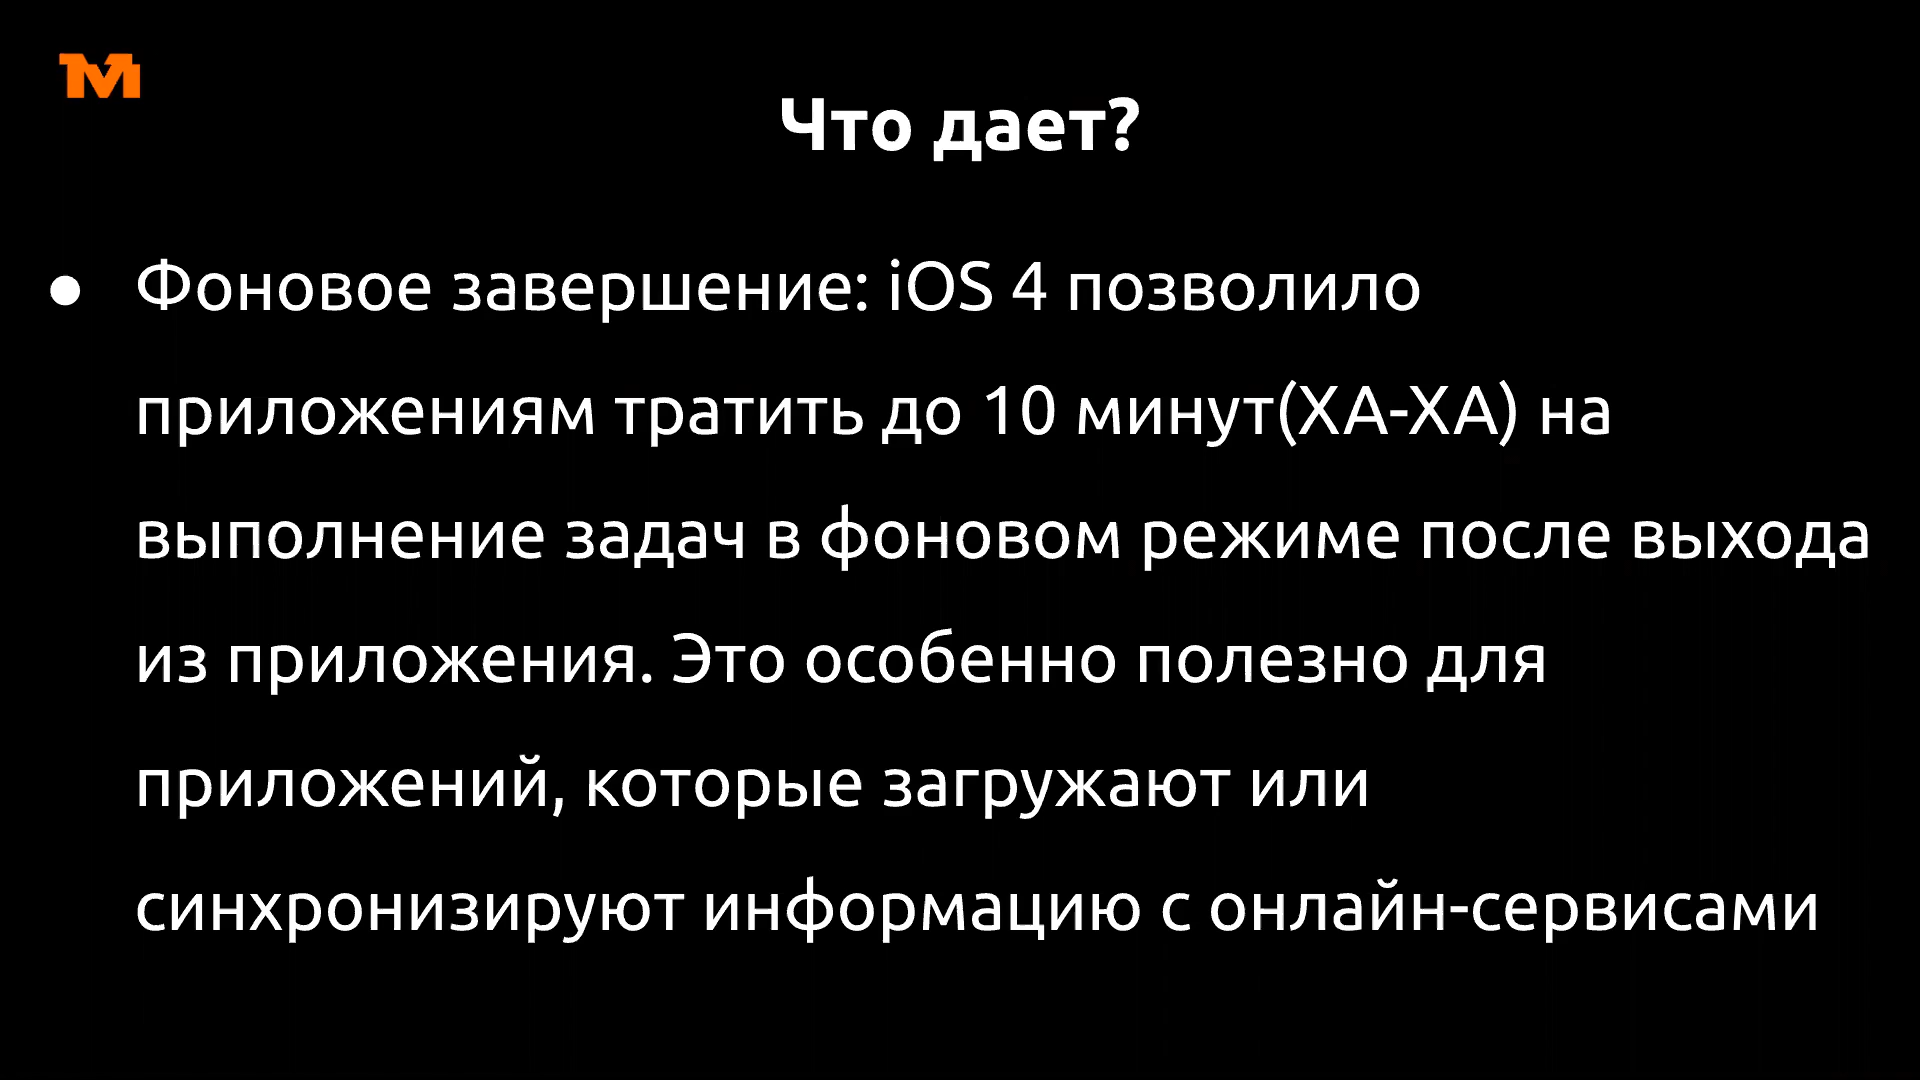 М
Что дает?
● Фоновое завершение: iOS 4 позволило
приложениям тратить до 10 минут(ХА-ХА) на
выполнение задач в фоновом режиме после выхода
из приложения. Это особенно полезно для
приложений, которые загружают или
синхронизируют информацию с онлайн-сервисами